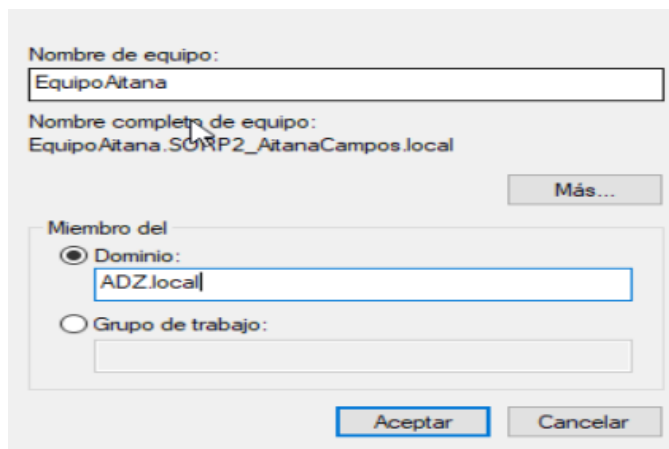 Nombre de equipo:
EquipoAitana
Nombre completo de equipo:
EquipoAitana.SORP2_AitanaCampos.local
Más...
Miembro del
Dominio:
ADZ.local
Grupo de trabajo:
Aceptar
Cancelar